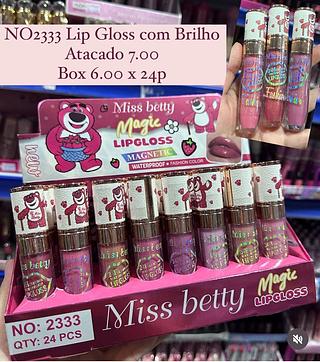 NO2333 Lip Gloss com Brilho
Atacado 7.00
Box 6.00 x 24p
Miss betty
Magic
LIPGLOSS
MAGNETIC
WATERPROOF • FASHION COLOR
Miss betty
Magic
LIPGLOSS
NO: 2333
QTY: 24 PCS